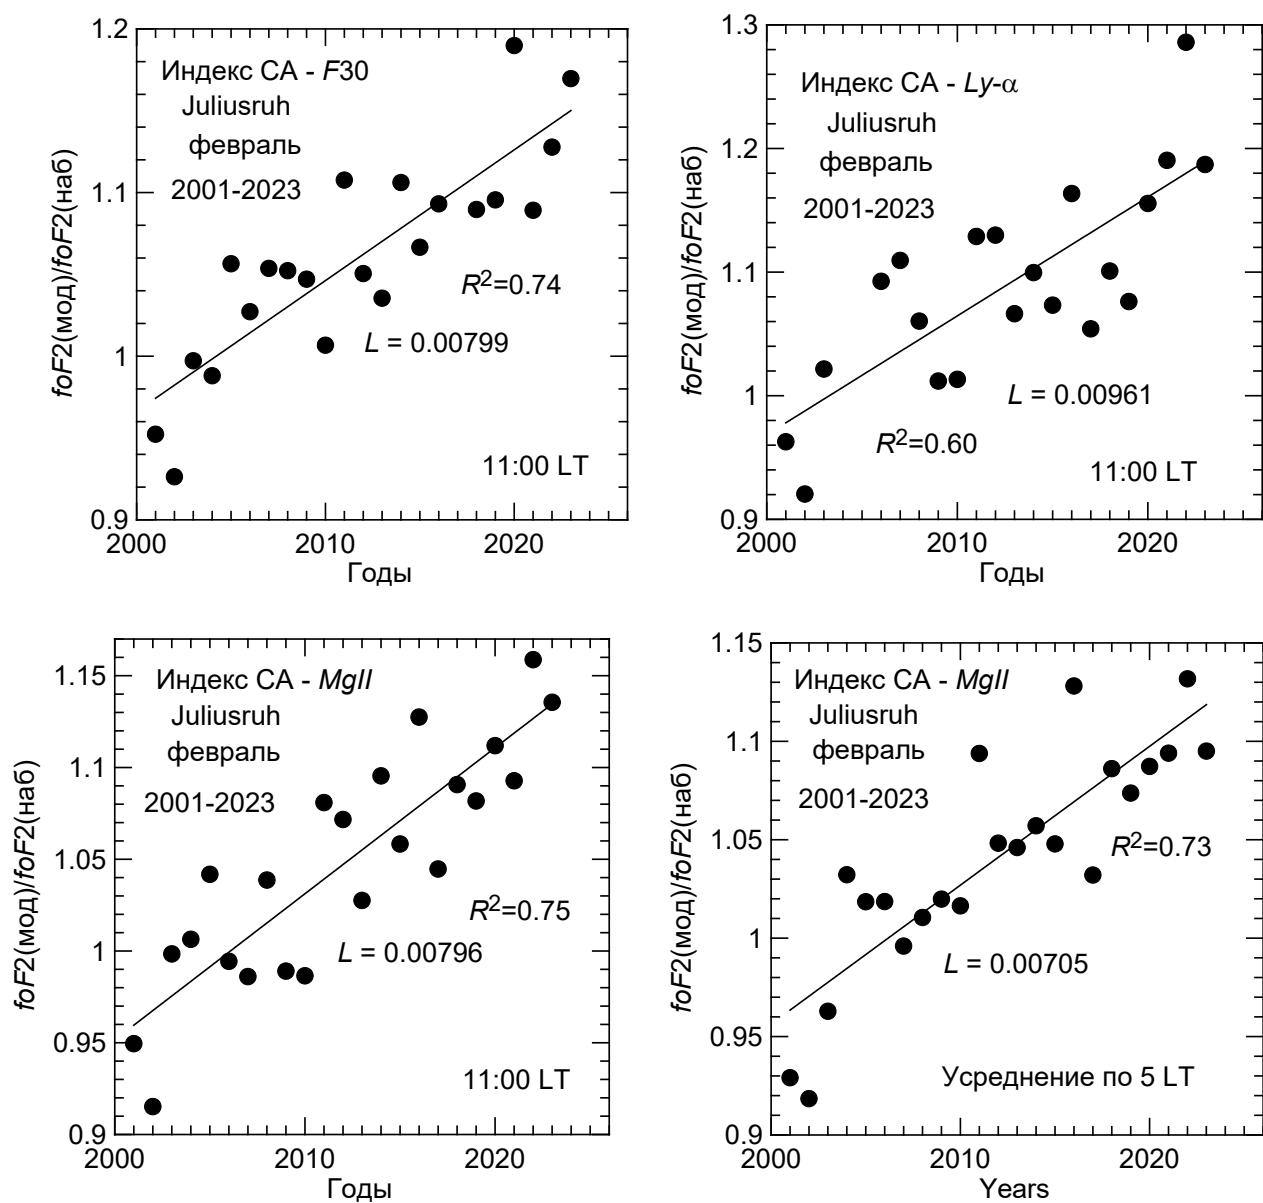 foF2(мод)/foF2(наб)
1.2
1.1
1
0.9
Индекс СА - F30
Juliusruh
февраль
2001-2023
R2=0.74
L = 0.00799
11:00 LT
2000 2010 2020
Годы
foF2(мод)/foF2(наб)
1.3
1.2
1.1
1
0.9
Индекс СА - Ly-α
Juliusruh
февраль
2001-2023
L = 0.00961
R2=0.60
11:00 LT
2000 2010 2020
Годы
foF2(мод)/foF2(наб)
1.15
1.1
1.05
1
0.95
0.9
Индекс СА - MgII
Juliusruh
февраль
2001-2023
R2=0.75
L = 0.00796
11:00 LT
2000 2010 2020
Годы
foF2(мод)/foF2(наб)
1.15
1.1
1.05
1
0.95
0.9
Индекс СА - MgII
Juliusruh
февраль
2001-2023
R2=0.73
L = 0.00705
Усреднение по 5 LT
2000 2010 2020
Years